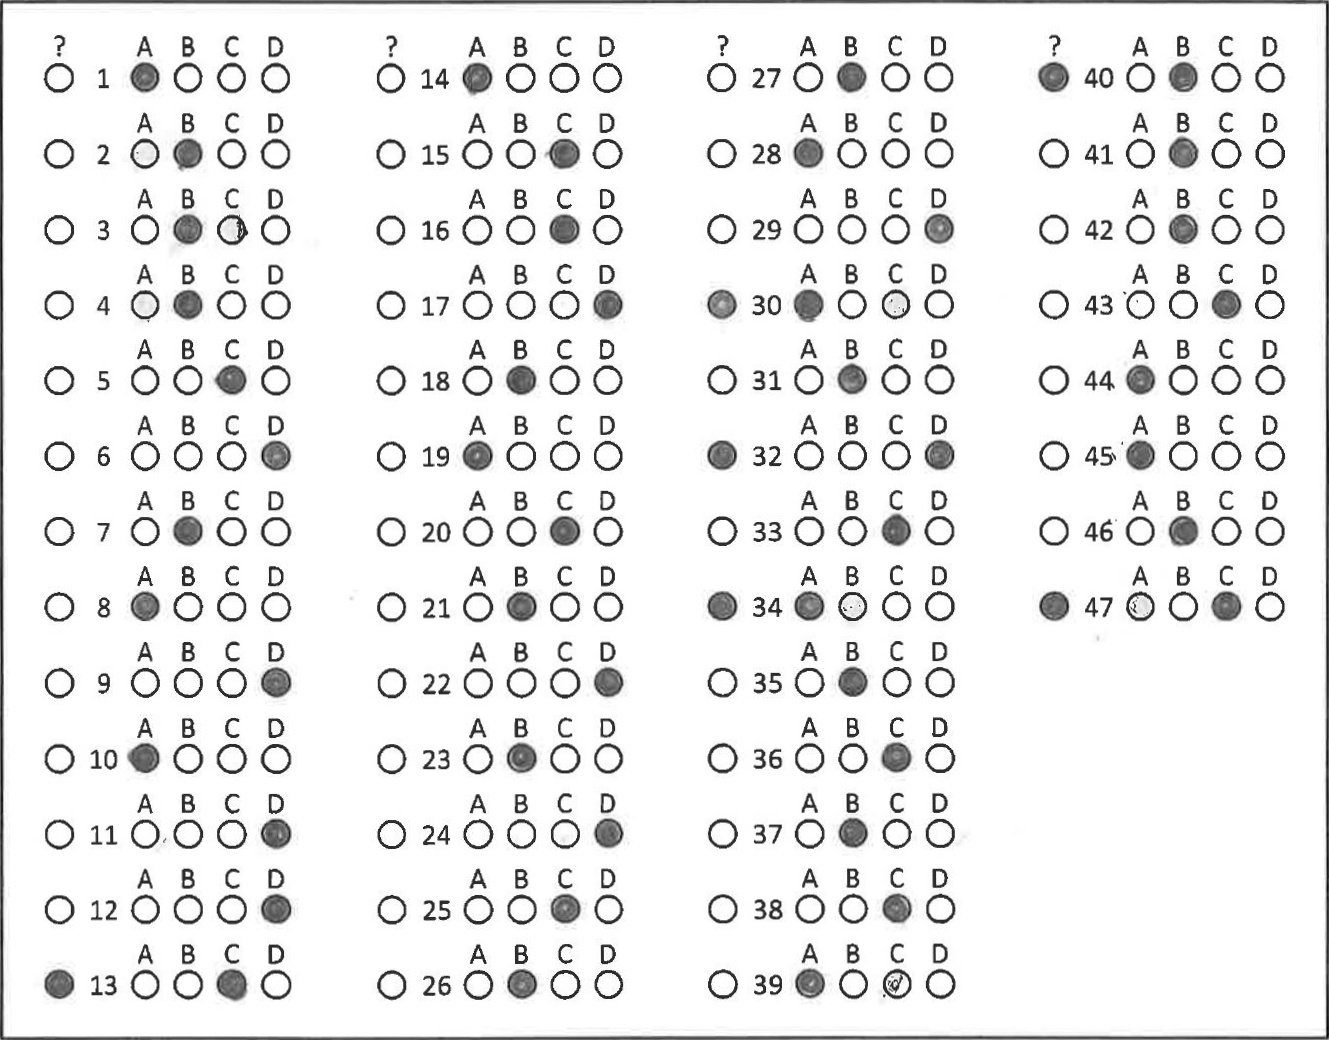 ? A B C D
1
A B C D
2
A B C D
3
A B C D
4
A B C D
5
A B C D
6
A B C D
7
A B C D
8
A B C D
9
A B C D
10
A B C D
11
A B C D
12
A B C D
13
? A B C D
14
A B C D
15
A B C D
16
A B C D
17
A B C D
18
A B C D
19
A B C D
20
A B C D
21
A B C D
22
A B C D
23
A B C D
24
A B C D
25
A B C D
26
? A B C D
27
A B C D
28
A B C D
29
A B C D
30
A B C D
31
A B C D
32
A B C D
33
A B C D
34
A B C D
35
A B C D
36
A B C D
37
A B C D
38
A B C D
39
? A B C D
40
A B C D
41
A B C D
42
A B C D
43
A B C D
44
A B C D
45
A B C D
46
A B C D
47